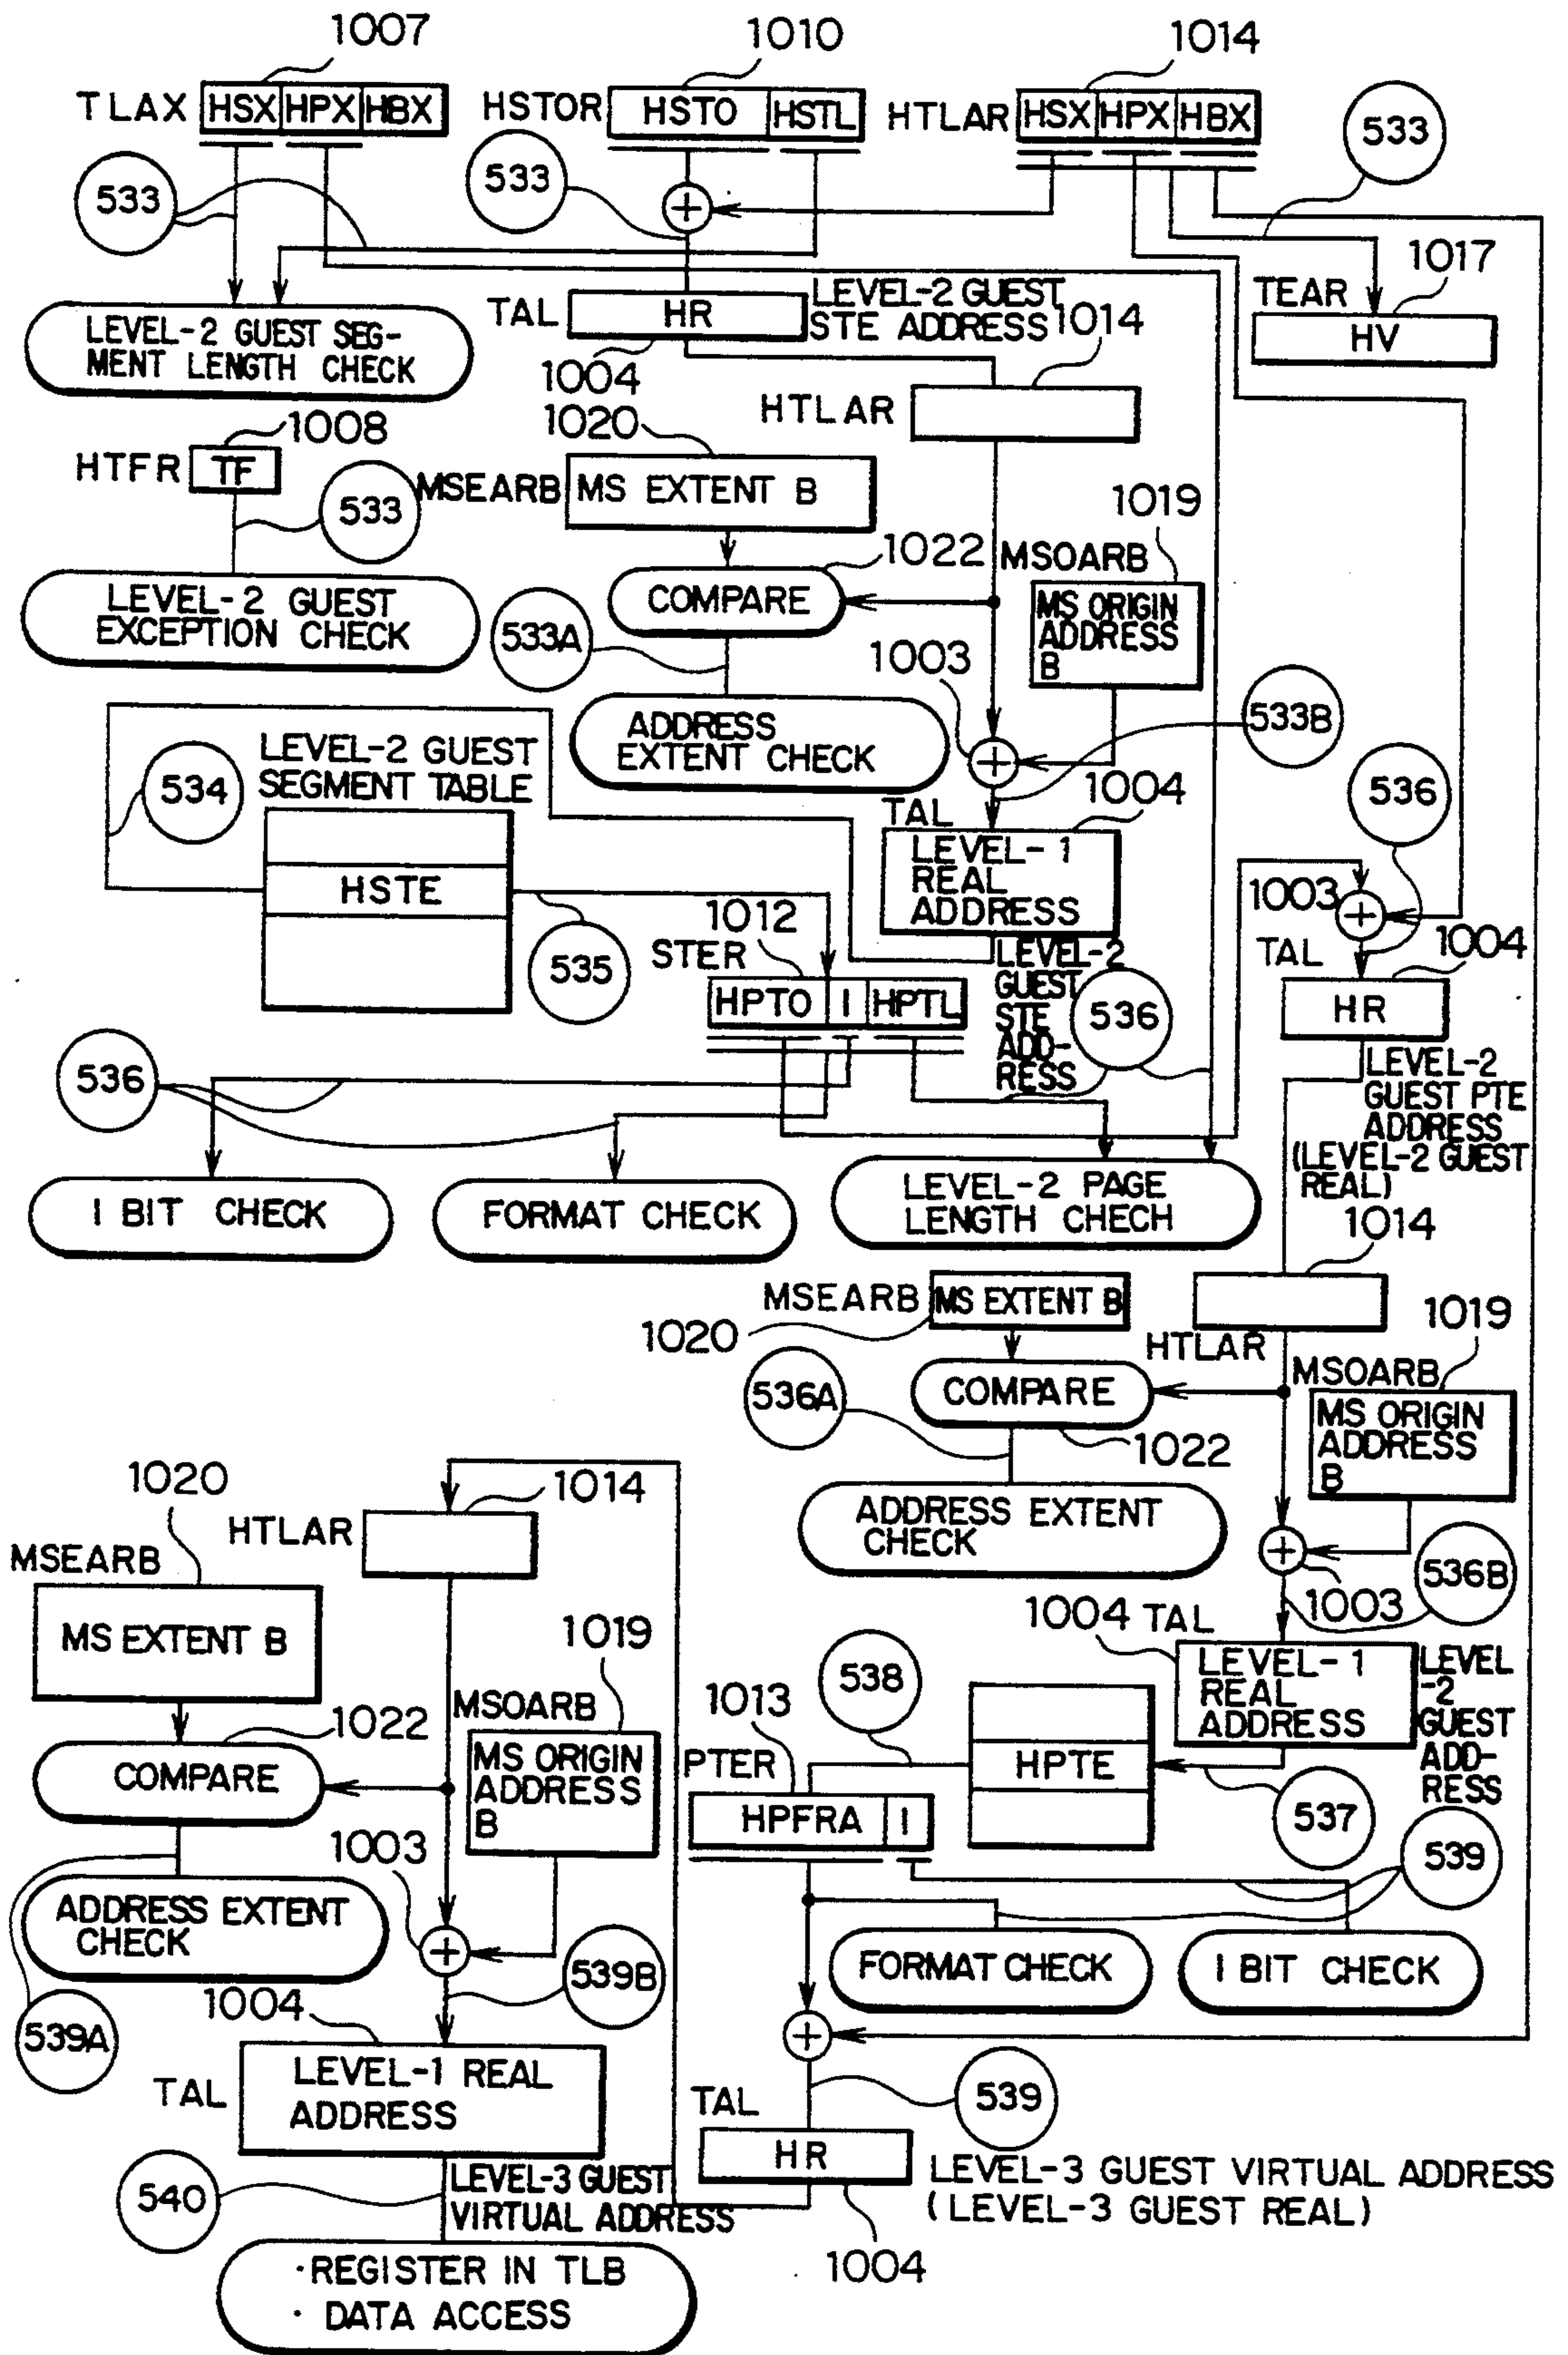 1007
1010
1014
TLAX HSX HPX HBX
HSTOR HSTO HSTL
HTLAR HSX HPX HBX
533
533
533
+
1017
TEAR
HV
LEVEL-2 GUEST SEG-
MENT LENGTH CHECK
TAL HR
LEVEL-2 GUEST
STE ADDRESS
1004
1014
HTLAR
1008
HTFR TF
533
1020
MSEARB MS EXTENT B
1019
MSOARB
MS ORIGIN
ADDRESS
B
1022
COMPARE
LEVEL-2 GUEST
EXCEPTION CHECK
533A
1003
+
533B
ADDRESS
EXTENT CHECK
534
LEVEL-2 GUEST
SEGMENT TABLE
HSTE
535
TAL
1004
LEVEL-1
REAL
ADDRESS
536
1003
+
1012
STER
HPTO I HPTL
LEVEL-2
GUEST
STE
ADD-
RESS
536
TAL
1004
HR
LEVEL-2
GUEST PTE
ADDRESS
(LEVEL-2 GUEST
REAL)
536
I BIT CHECK
FORMAT CHECK
LEVEL-2 PAGE
LENGTH CHECH
1014
HTLAR
MSEARB MS EXTENT B
1020
1019
MSOARB
MS ORIGIN
ADDRESS
B
536A
COMPARE
1022
ADDRESS EXTENT
CHECK
+
1003
536B
1020
MSEARB
MS EXTENT B
1014
HTLAR
1019
MSOARB
MS ORIGIN
ADDRESS
B
1022
COMPARE
1004 TAL
LEVEL-1
REAL
ADDRESS
LEVEL
-2
GUEST
ADD-
RESS
538
1013
PTER
HPFRA I
HPTE
537
539
1003
+
ADDRESS EXTENT
CHECK
539B
539A
FORMAT CHECK
I BIT CHECK
+
1004
TAL
LEVEL-1 REAL
ADDRESS
539
TAL
HR
LEVEL-3 GUEST VIRTUAL ADDRESS
(LEVEL-3 GUEST REAL)
1004
540
LEVEL-3 GUEST
VIRTUAL ADDRESS
· REGISTER IN TLB
· DATA ACCESS